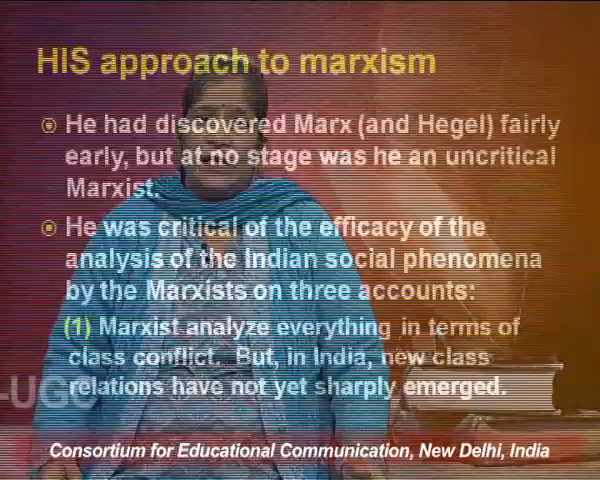 HIS approach to marxism
He had discovered Marx (and Hegel) fairly
early, but at no stage was he an uncritical
Marxist.
He was critical of the efficacy of the
analysis of the Indian social phenomena
by the Marxists on three accounts:
(1) Marxist analyze everything in terms of
class conflict. But, in India, new class
relations have not yet sharply emerged.
-UGC
Consortium for Educational Communication, New Delhi, India